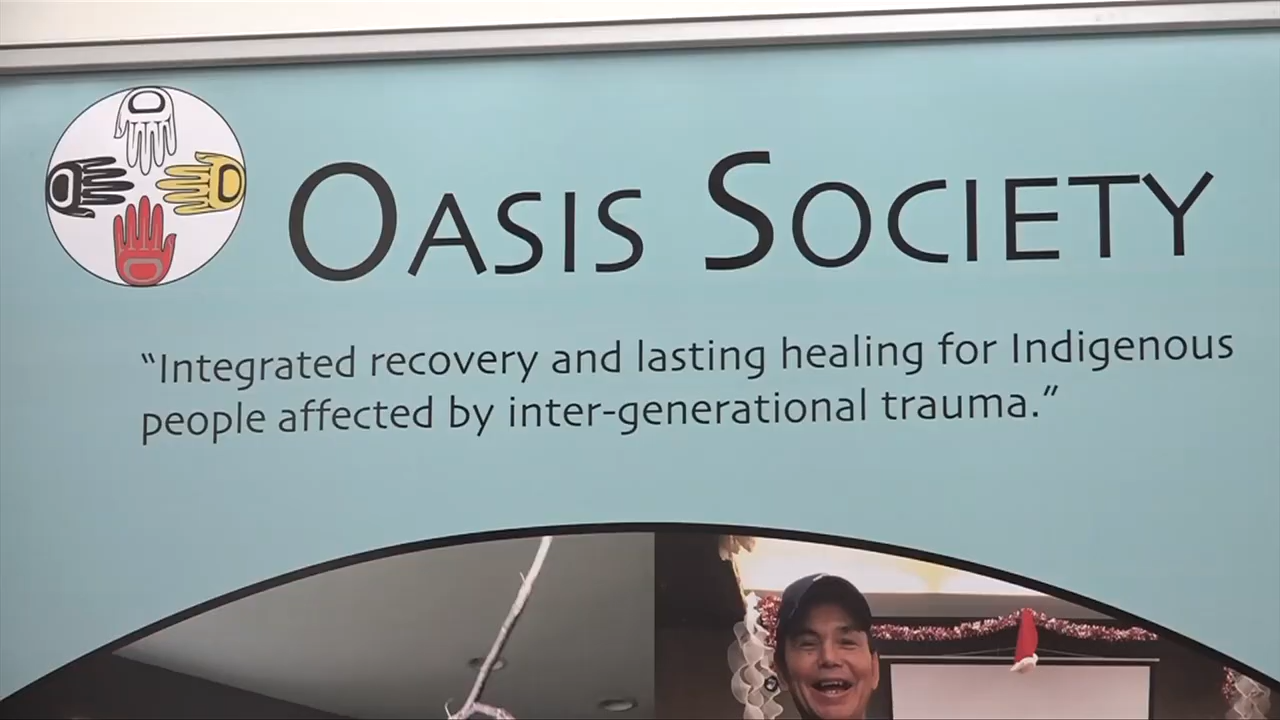 OASIS SOCIETY
“Integrated recovery and lasting healing for Indigenous
people affected by inter-generational trauma.”